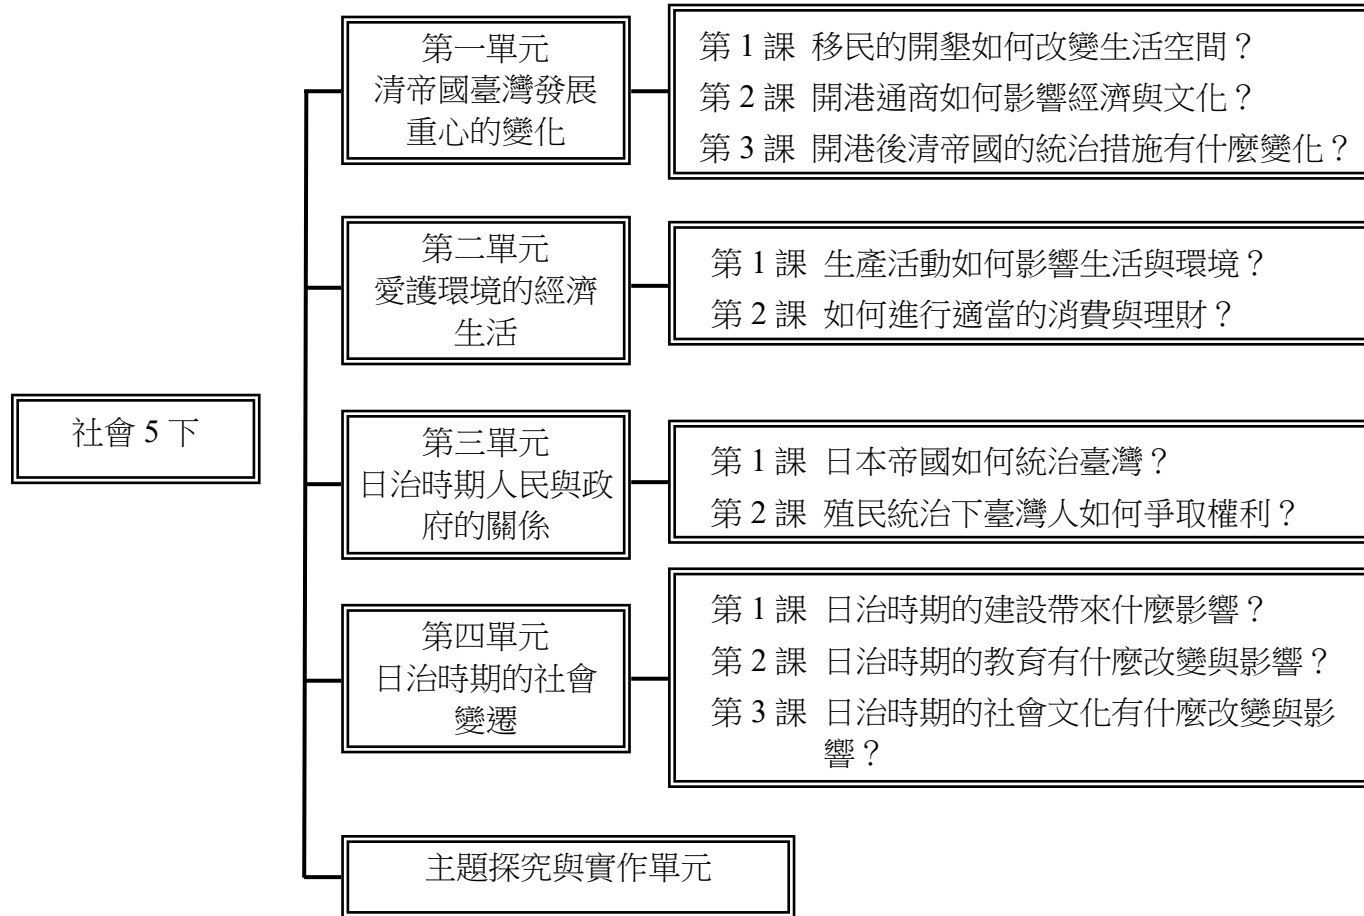 社會 5 下
第一單元
清帝國臺灣發展
重心的變化
第 1 課 移民的開墾如何改變生活空間？
第 2 課 開港通商如何影響經濟與文化？
第 3 課 開港後清帝國的統治措施有什麼變化？
第二單元
愛護環境的經濟
生活
第 1 課 生產活動如何影響生活與環境？
第 2 課 如何進行適當的消費與理財？
第三單元
日治時期人民與政
府的關係
第 1 課 日本帝國如何統治臺灣？
第 2 課 殖民統治下臺灣人如何爭取權利？
第四單元
日治時期的社會
變遷
第 1 課 日治時期的建設帶來什麼影響？
第 2 課 日治時期的教育有什麼改變與影響？
第 3 課 日治時期的社會文化有什麼改變與影
響？
主題探究與實作單元